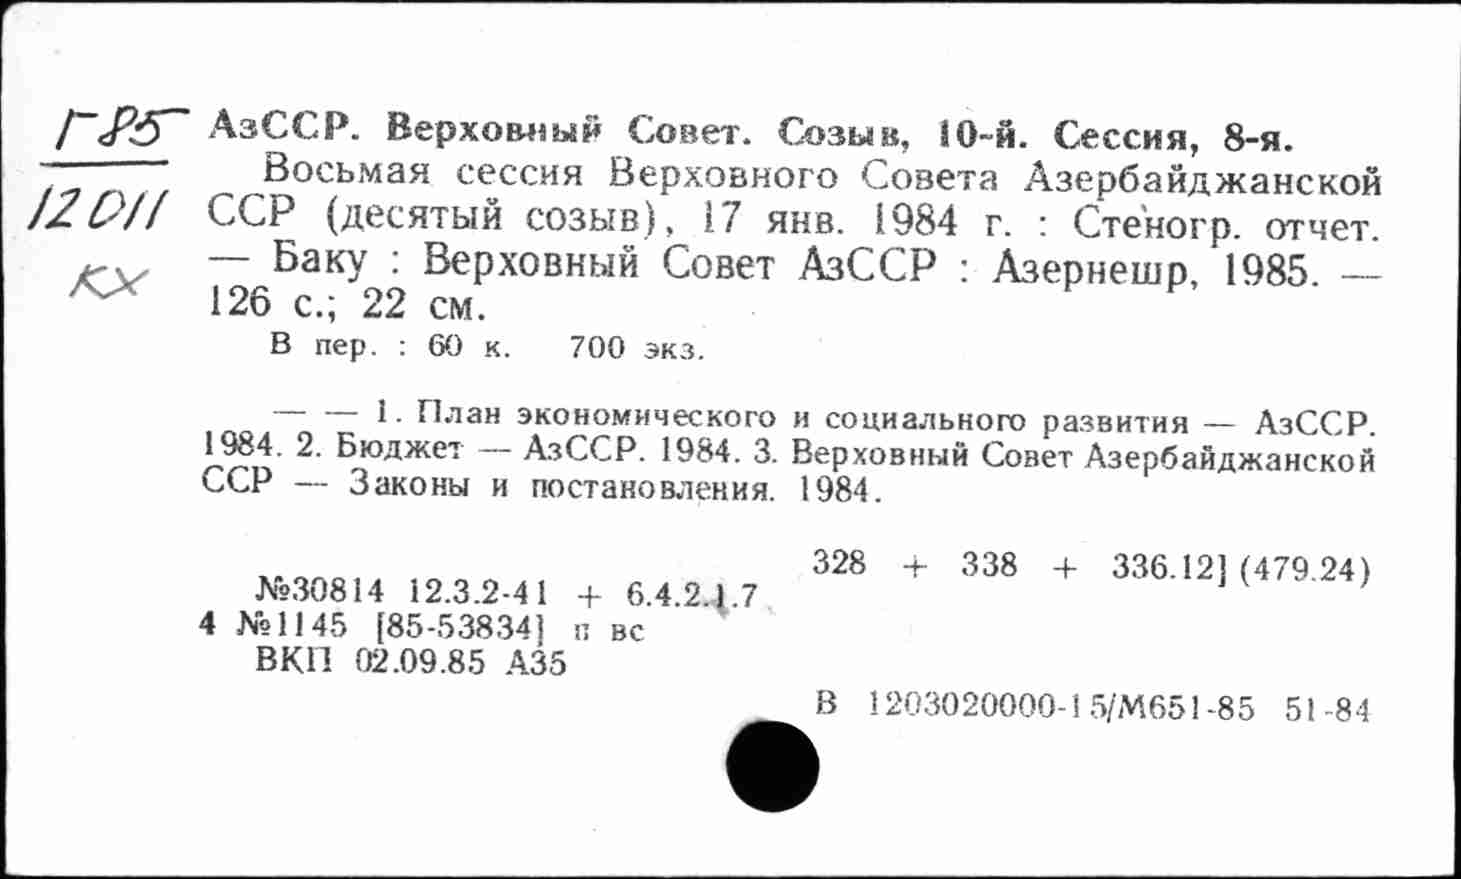 Г85
12011
КХ
АзССР. Верховный Совет. Созыв, 10-й. Сессия, 8-я.
Восьмая сессия Верховного Совета Азербайджанской
ССР (десятый созыв), 17 янв. 1984 г. : Стеногр. отчет.
— Баку : Верховный Совет АзССР : Азернешр, 1985. —
126 с.; 22 см.
В пер. : 60 к. 700 экз.
— — 1. План экономического и социального развития — АзССР.
1984. 2. Бюджет — АзССР. 1984. 3. Верховный Совет Азербайджанской
ССР — Законы и постановления. 1984.
328 + 338 + 336.12] (479.24)
№30814 12.3.2-41 + 6.4.2.1.7
4 №1145 [85-53834] п вс
ВКП 02.09.85 А35
В 1203020000-15/М651-85 51-84